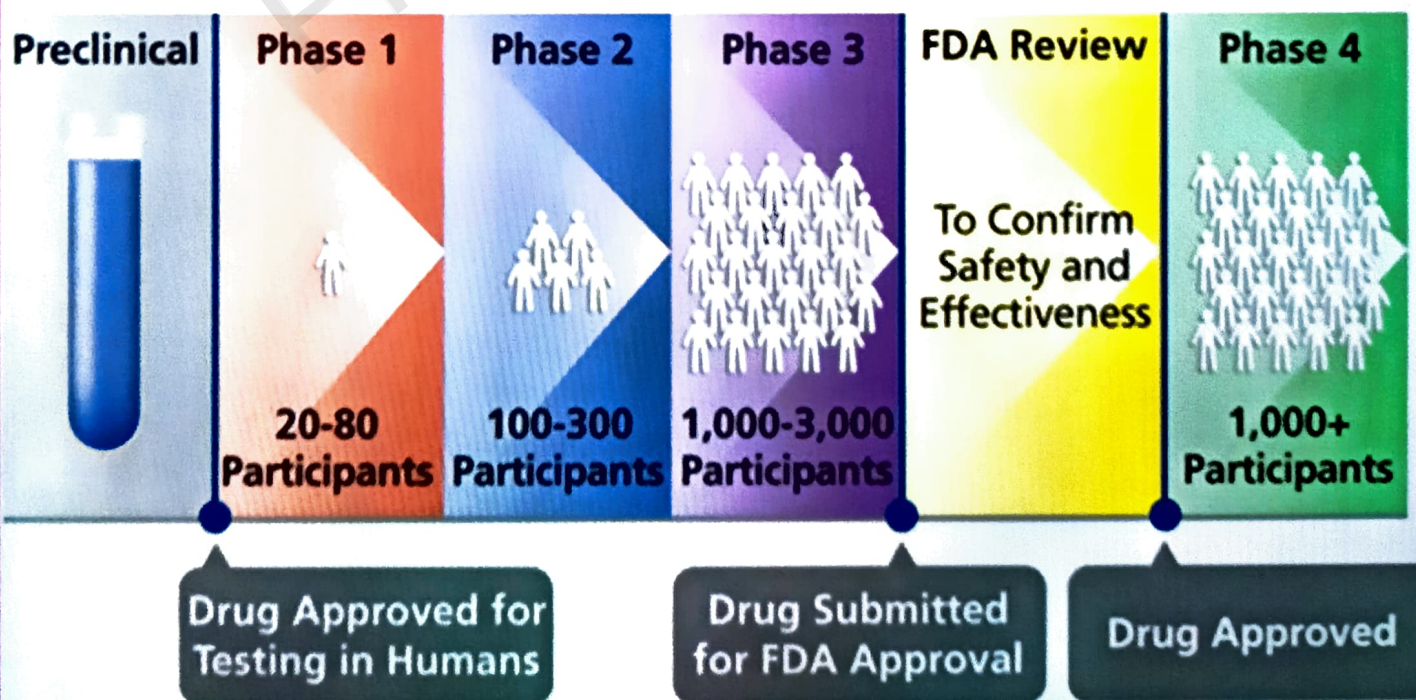 Preclinical
Phase 1
Phase 2
Phase 3
FDA Review
Phase 4
To Confirm
Safety and
Effectiveness
20-80
Participants
100-300
Participants
1,000-3,000
Participants
1,000+
Participants
Drug Approved for
Testing in Humans
Drug Submitted
for FDA Approval
Drug Approved